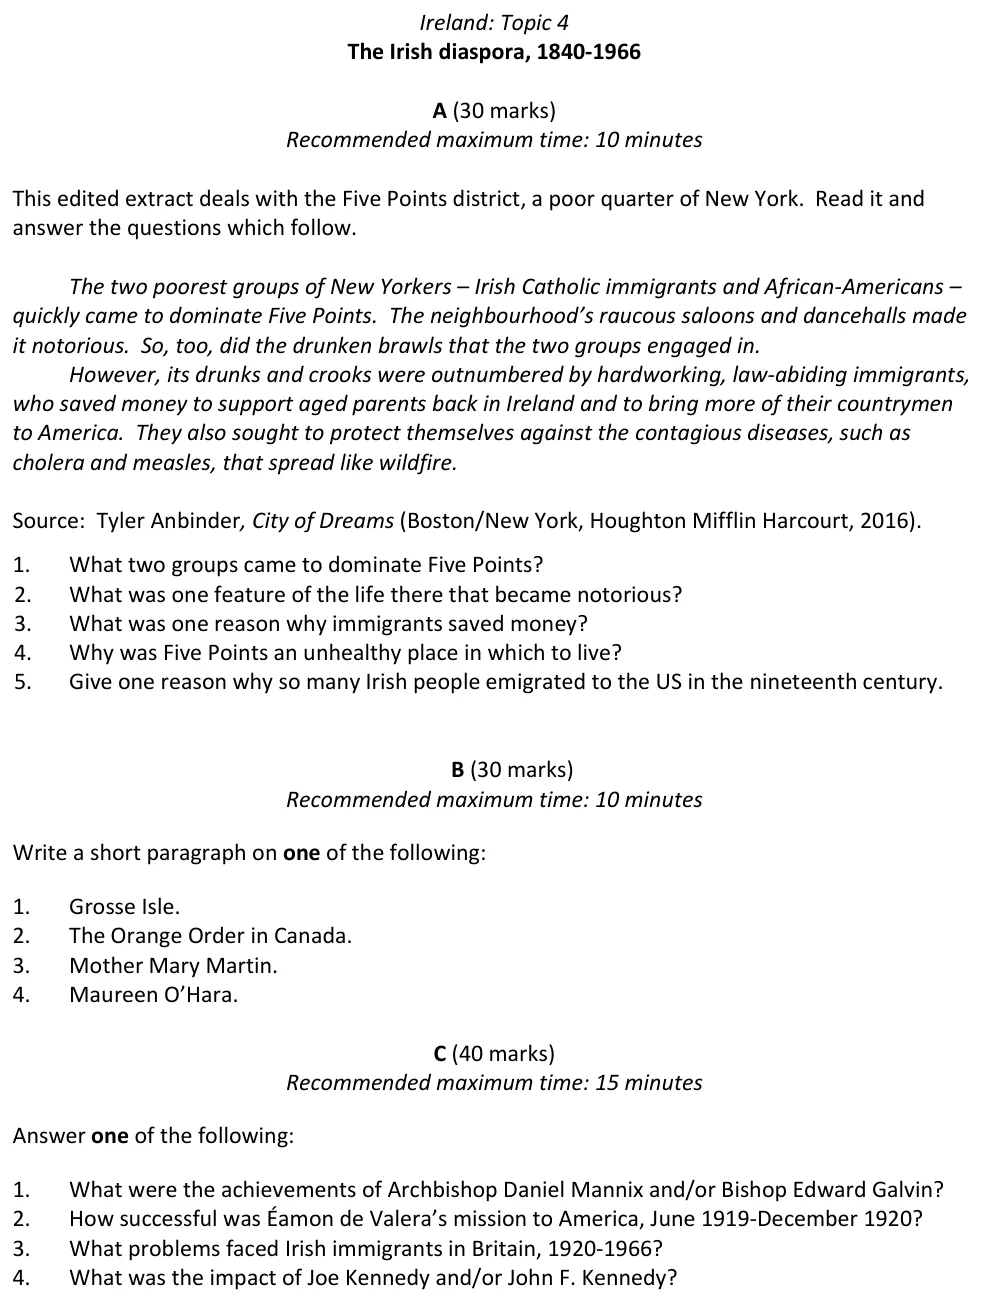 Ireland: Topic 4
The Irish diaspora, 1840-1966
A (30 marks)
Recommended maximum time: 10 minutes
This edited extract deals with the Five Points district, a poor quarter of New York.  Read it and
answer the questions which follow.
The two poorest groups of New Yorkers – Irish Catholic immigrants and African-Americans –
quickly came to dominate Five Points.  The neighbourhood’s raucous saloons and dancehalls made
it notorious.  So, too, did the drunken brawls that the two groups engaged in.
However, its drunks and crooks were outnumbered by hardworking, law-abiding immigrants,
who saved money to support aged parents back in Ireland and to bring more of their countrymen
to America.  They also sought to protect themselves against the contagious diseases, such as
cholera and measles, that spread like wildfire.
Source:  Tyler Anbinder, City of Dreams (Boston/New York, Houghton Mifflin Harcourt, 2016).
1. What two groups came to dominate Five Points?
2. What was one feature of the life there that became notorious?
3. What was one reason why immigrants saved money?
4. Why was Five Points an unhealthy place in which to live?
5. Give one reason why so many Irish people emigrated to the US in the nineteenth century.
B (30 marks)
Recommended maximum time: 10 minutes
Write a short paragraph on one of the following:
1. Grosse Isle.
2. The Orange Order in Canada.
3. Mother Mary Martin.
4. Maureen O’Hara.
C (40 marks)
Recommended maximum time: 15 minutes
Answer one of the following:
1. What were the achievements of Archbishop Daniel Mannix and/or Bishop Edward Galvin?
2. How successful was Éamon de Valera’s mission to America, June 1919-December 1920?
3. What problems faced Irish immigrants in Britain, 1920-1966?
4. What was the impact of Joe Kennedy and/or John F. Kennedy?